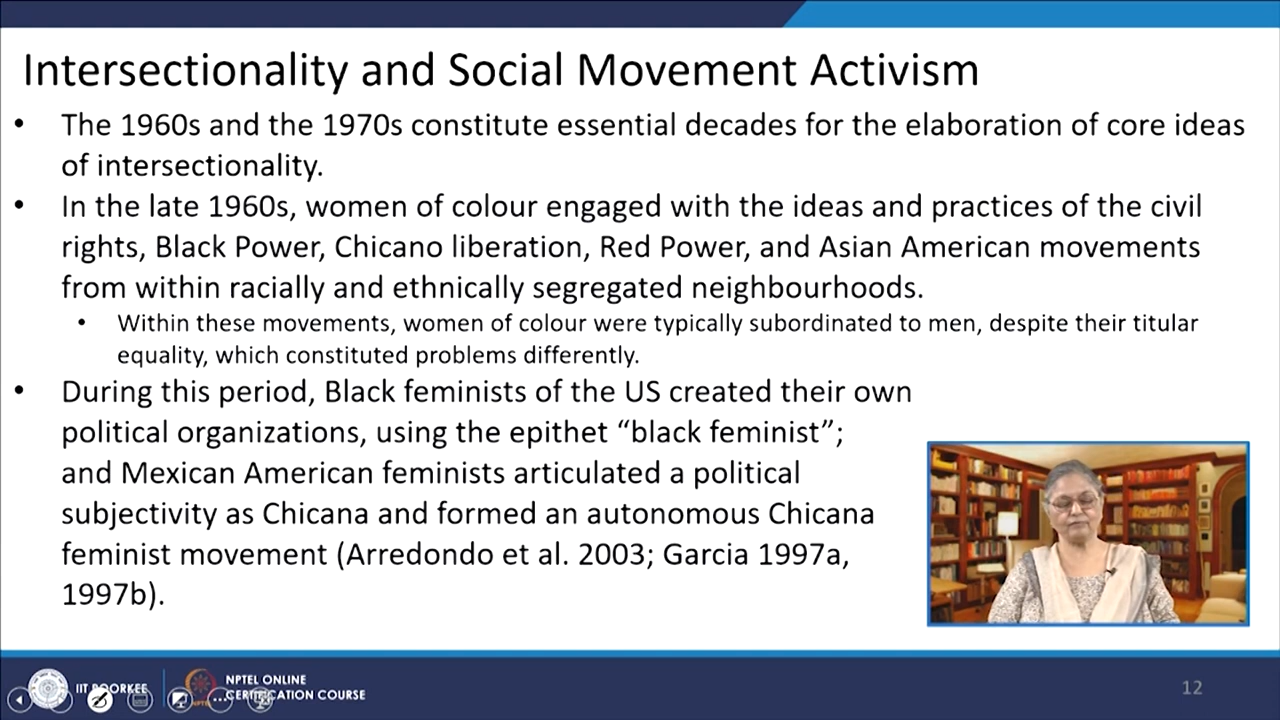 Intersectionality and Social Movement Activism
• The 1960s and the 1970s constitute essential decades for the elaboration of core ideas
of intersectionality.
• In the late 1960s, women of colour engaged with the ideas and practices of the civil
rights, Black Power, Chicano liberation, Red Power, and Asian American movements
from within racially and ethnically segregated neighbourhoods.
• Within these movements, women of colour were typically subordinated to men, despite their titular
equality, which constituted problems differently.
• During this period, Black feminists of the US created their own
political organizations, using the epithet “black feminist”;
and Mexican American feminists articulated a political
subjectivity as Chicana and formed an autonomous Chicana
feminist movement (Arredondo et al. 2003; Garcia 1997a,
1997b).
IIT ROORKEE
NPTEL ONLINE
CERTIFICATION COURSE
12